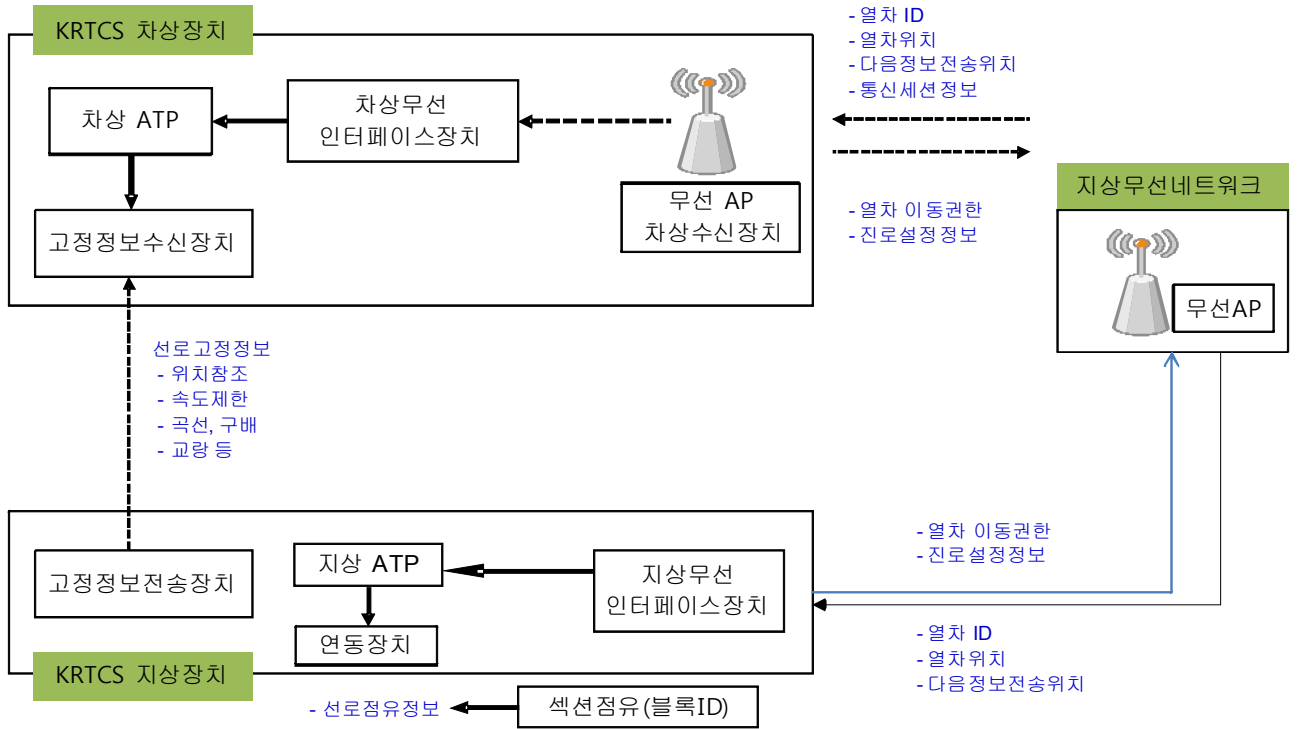 KRTCS 차상장치
차상 ATP
차상무선
인터페이스장치
무선 AP
차상수신장치
고정정보수신장치
- 열차 ID
- 열차위치
- 다음정보전송위치
- 통신세션정보
- 열차 이동권한
- 진로설정정보
지상무선네트워크
무선AP
선로고정정보
- 위치참조
- 속도제한
- 곡선, 구배
- 교량 등
고정정보전송장치
지상 ATP
연동장치
지상무선
인터페이스장치
KRTCS 지상장치
- 열차 이동권한
- 진로설정정보
- 열차 ID
- 열차위치
- 다음정보전송위치
- 선로점유정보
섹션점유(블록ID)